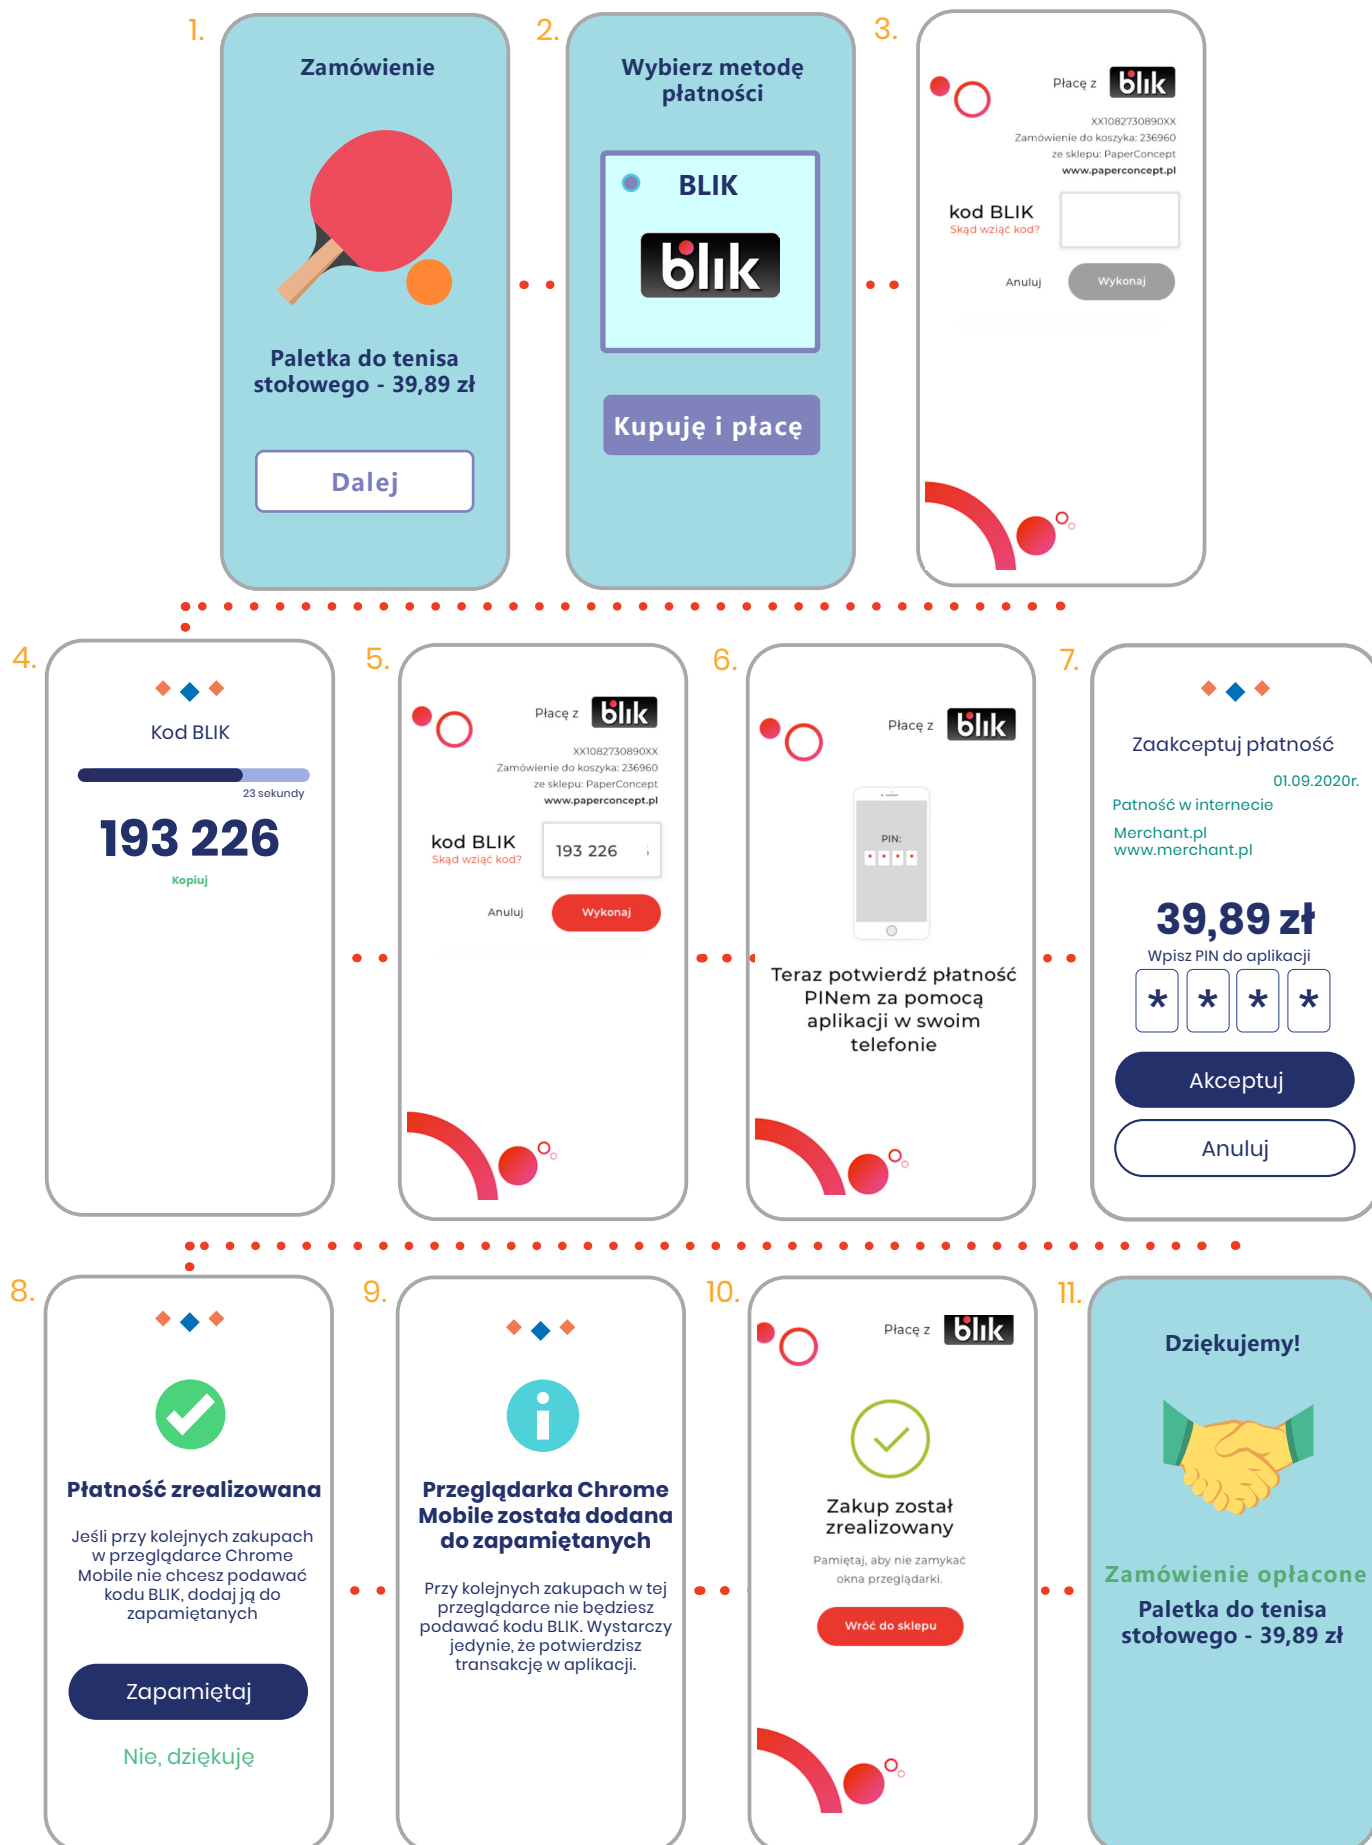 1.
Zamówienie
Paletka do tenisa
stołowego - 39,89 zł
Dalej
2.
Wybierz metodę
płatności
BLIK
blik
Kupuję i płacę
3.
Płacę z blik
XX1082730890XX
Zamówienie do koszyka: 236960
ze sklepu: PaperConcept
www.paperconcept.pl
kod BLIK
Skąd wziąć kod?
Anuluj Wykonaj
4.
Kod BLIK
23 sekundy
193 226
Kopiuj
5.
Płacę z blik
XX1082730890XX
Zamówienie do koszyka: 236960
ze sklepu: PaperConcept
www.paperconcept.pl
kod BLIK
Skąd wziąć kod?
193 226
Anuluj Wykonaj
6.
Płacę z blik
PIN:
* * * *
Teraz potwierdź płatność
PINem za pomocą
aplikacji w swoim
telefonie
7.
Zaakceptuj płatność
01.09.2020r.
Patność w internecie
Merchant.pl
www.merchant.pl
39,89 zł
Wpisz PIN do aplikacji
* * * *
Akceptuj
Anuluj
8.
Płatność zrealizowana
Jeśli przy kolejnych zakupach
w przeglądarce Chrome
Mobile nie chcesz podawać
kodu BLIK, dodaj ją do
zapamiętanych
Zapamiętaj
Nie, dziękuję
9.
i
Przeglądarka Chrome
Mobile została dodana
do zapamiętanych
Przy kolejnych zakupach w tej
przeglądarce nie będziesz
podawać kodu BLIK. Wystarczy
jedynie, że potwierdzisz
transakcję w aplikacji.
10.
Płacę z blik
Zakup został
zrealizowany
Pamiętaj, aby nie zamykać
okna przeglądarki.
Wróć do sklepu
11.
Dziękujemy!
Zamówienie opłacone
Paletka do tenisa
stołowego - 39,89 zł